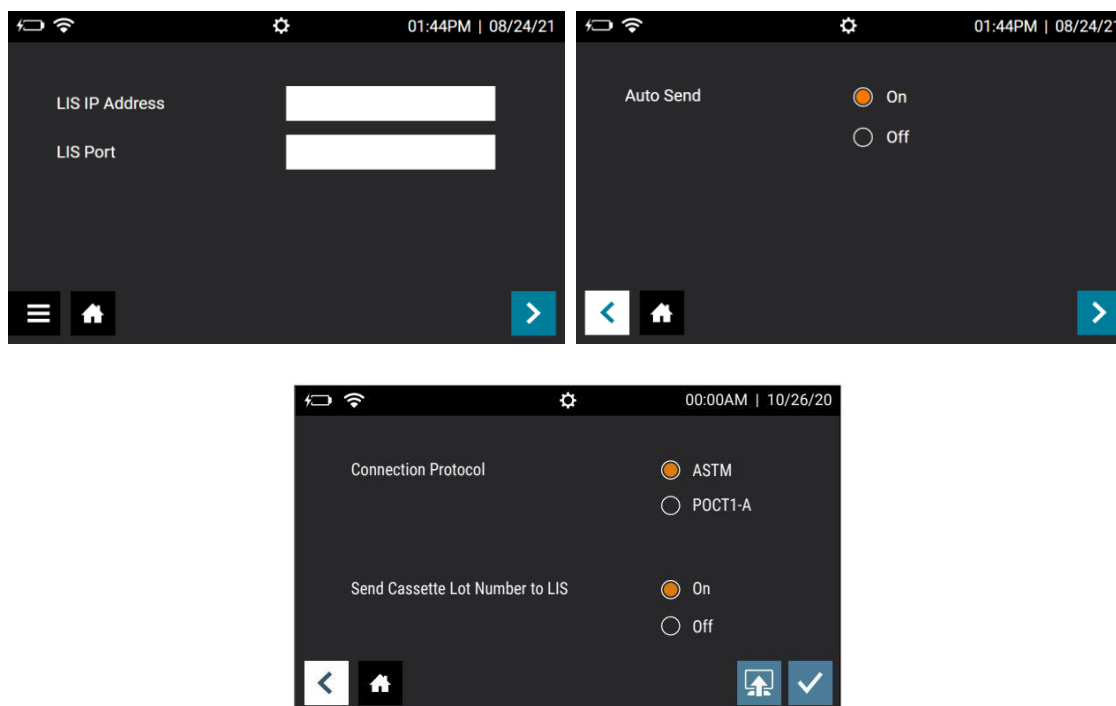 01:44PM | 08/24/21
LIS IP Address
LIS Port
01:44PM | 08/24/21
Auto Send
On
Off
00:00AM | 10/26/20
Connection Protocol
ASTM
POCT1-A
Send Cassette Lot Number to LIS
On
Off